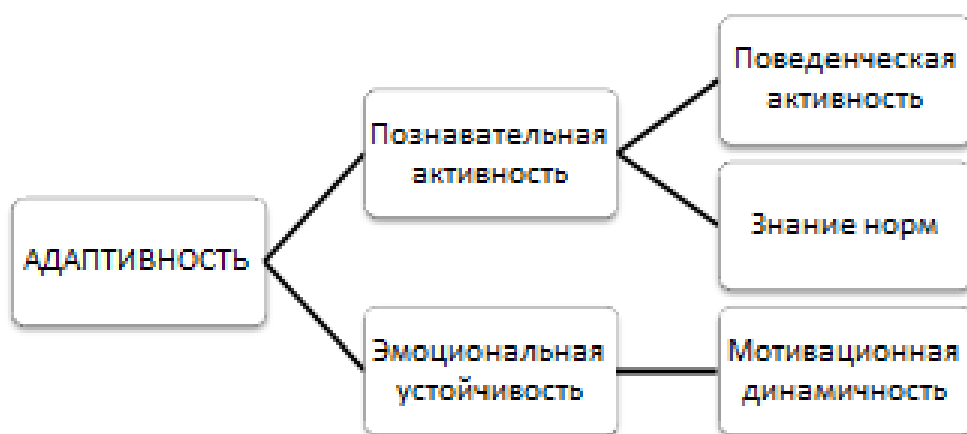 Поведенческая
активность
Познавательная
активность
Знание норм
АДАПТИВНОСТЬ
Эмоциональная
устойчивость
Мотивационная
динамичность